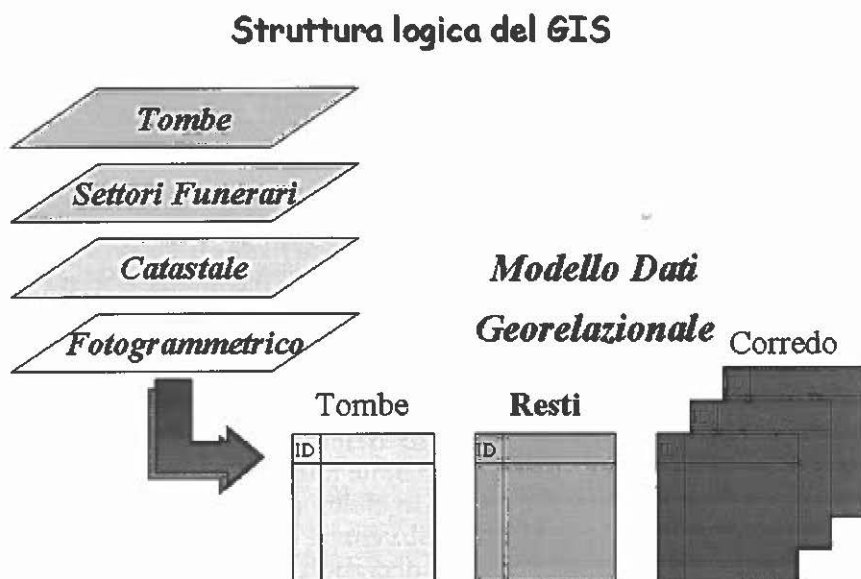 Struttura logica del GIS
Tombe
Settori Funerari
Catastale
Fotogrammetrico
Modello Dati
Georelazionale
Corredo
Tombe
Resti
ID
ID